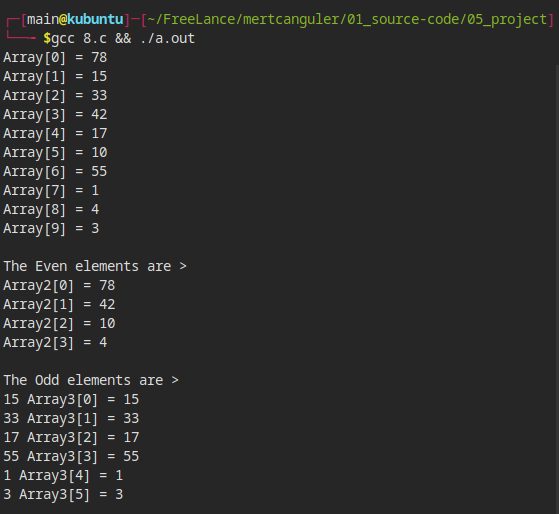 ┌─[main@kubuntu]─[~/FreeLance/mertcanguler/01_source-code/05_project]
└──╼ $gcc 8.c && ./a.out
Array[0] = 78
Array[1] = 15
Array[2] = 33
Array[3] = 42
Array[4] = 17
Array[5] = 10
Array[6] = 55
Array[7] = 1
Array[8] = 4
Array[9] = 3
The Even elements are >
Array2[0] = 78
Array2[1] = 42
Array2[2] = 10
Array2[3] = 4
The Odd elements are >
15 Array3[0] = 15
33 Array3[1] = 33
17 Array3[2] = 17
55 Array3[3] = 55
1 Array3[4] = 1
3 Array3[5] = 3